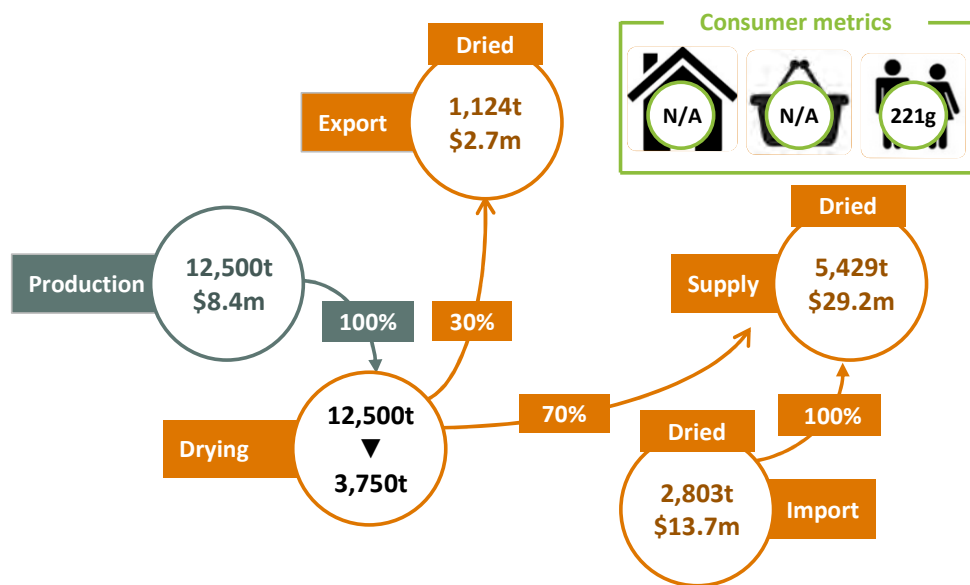 Consumer metrics
N/A
N/A
221g
Dried
Export
1,124t
$2.7m
Production
12,500t
$8.4m
100%
30%
Dried
Supply
5,429t
$29.2m
Drying
12,500t
▼
3,750t
70%
100%
Dried
2,803t
$13.7m
Import